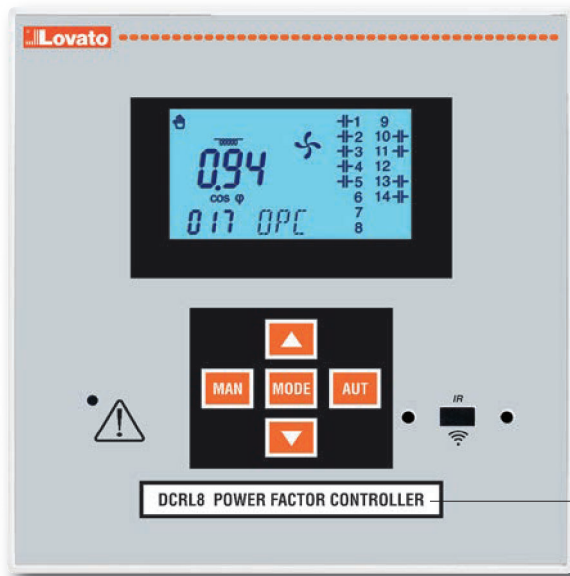 Lovato
1 9
2 10
3 11
0.94 4 12
5 13
cos φ 6 14
017 OPC 7
8
MAN MODE AUT
IR
DCRL8 POWER FACTOR CONTROLLER